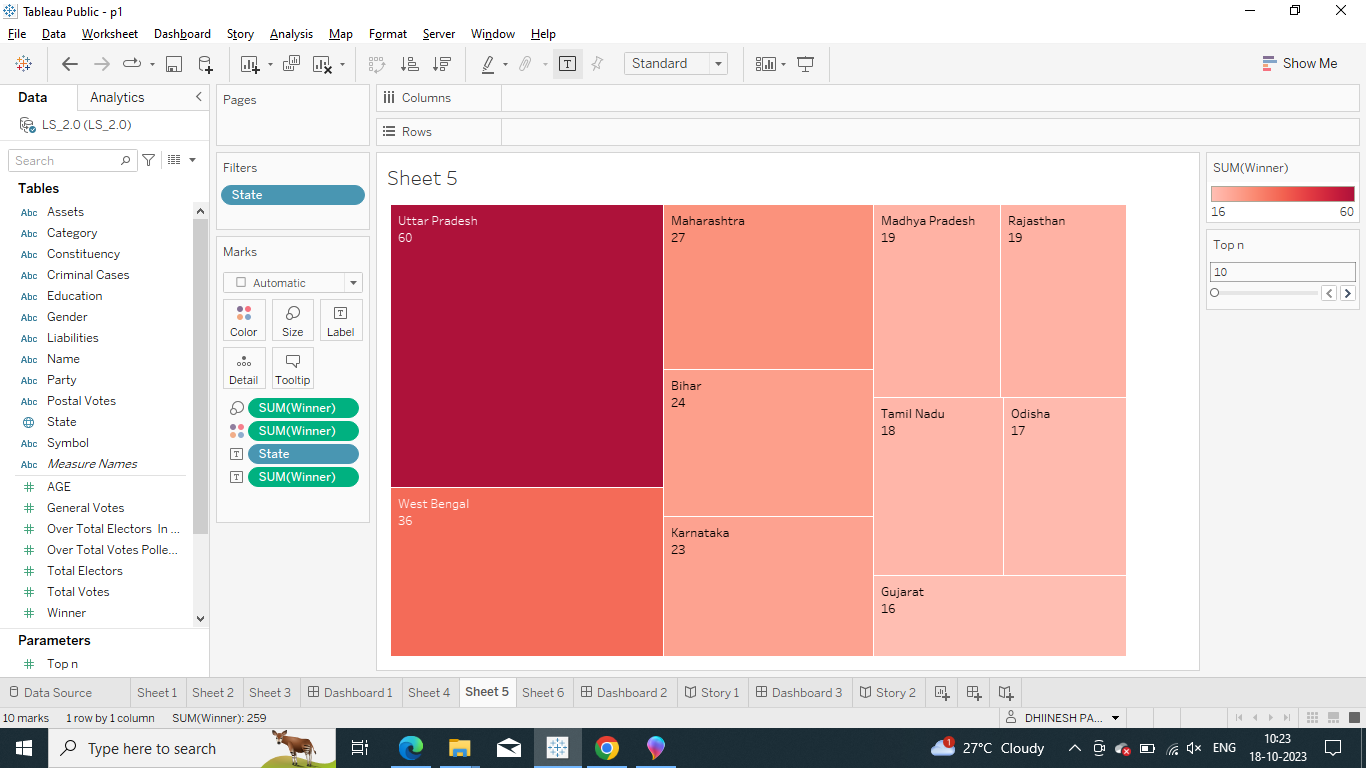 Tableau Public - p1
File Data Worksheet Dashboard Story Analysis Map Format Server Window Help
Standard
Show Me
Data Analytics
LS_2.0 (LS_2.0)
Search
Tables
Abc Assets
Abc Category
Abc Constituency
Abc Criminal Cases
Abc Education
Abc Gender
Abc Liabilities
Abc Name
Abc Party
Abc Postal Votes
State
Abc Symbol
Abc Measure Names
# AGE
# General Votes
# Over Total Electors In ...
# Over Total Votes Polle...
# Total Electors
# Total Votes
# Winner
Parameters
# Top n
Pages
Filters
State
Marks
Automatic
Color Size Label
Detail Tooltip
SUM(Winner)
SUM(Winner)
State
SUM(Winner)
Columns
Rows
Sheet 5
Uttar Pradesh
60
West Bengal
36
Maharashtra
27
Bihar
24
Karnataka
23
Madhya Pradesh
19
Rajasthan
19
Tamil Nadu
18
Odisha
17
Gujarat
16
SUM(Winner)
16 60
Top n
10
Data Source Sheet 1 Sheet 2 Sheet 3 Dashboard 1 Sheet 4 Sheet 5 Sheet 6 Dashboard 2 Story 1 Dashboard 3 Story 2
10 marks 1 row by 1 column SUM(Winner): 259
DHIINESH PA...
Type here to search
1
27°C Cloudy
ENG
10:23
18-10-2023